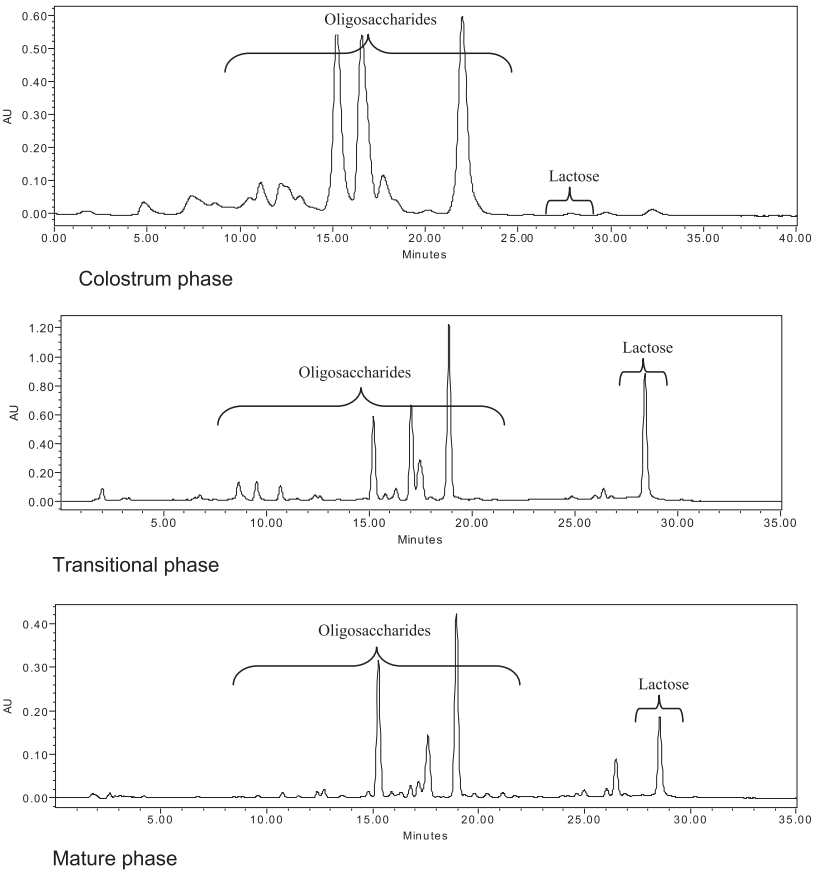 Oligosaccharides
0.60
0.50
0.40
0.30
0.20
0.10
0.00
AU
Lactose
0.00 5.00 10.00 15.00 20.00 25.00 30.00 35.00 40.00
Minutes
Colostrum phase
1.20
1.00
0.80
0.60
0.40
0.20
0.00
AU
Oligosaccharides
Lactose
5.00 10.00 15.00 20.00 25.00 30.00 35.00
Minutes
Transitional phase
0.40
0.30
0.20
0.10
0.00
AU
Oligosaccharides
Lactose
5.00 10.00 15.00 20.00 25.00 30.00 35.00
Minutes
Mature phase